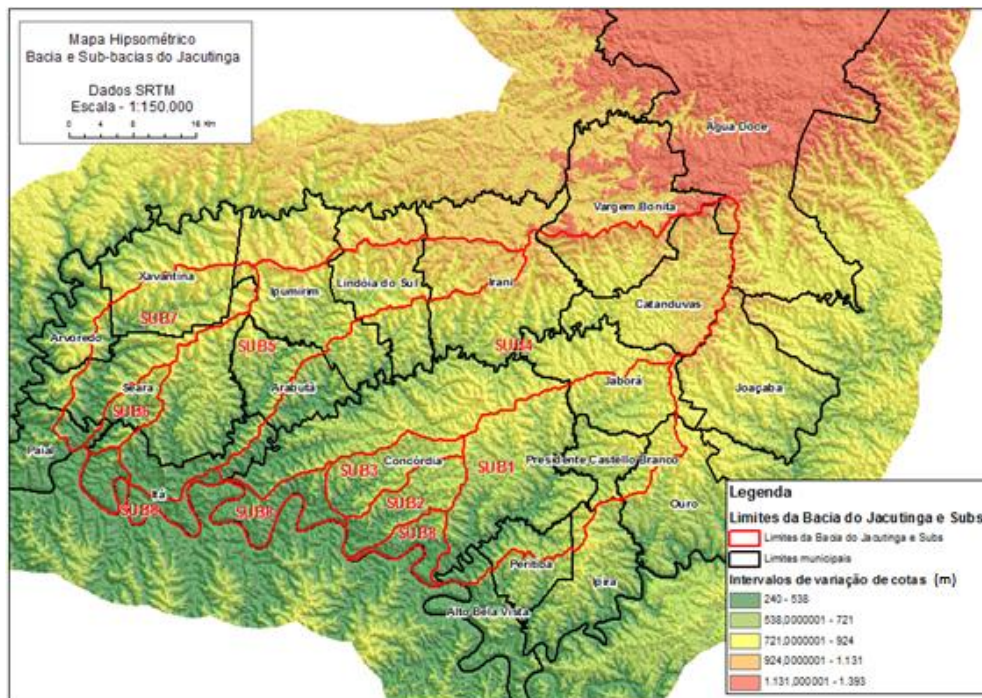 Mapa Hipsométrico
Bacia e Sub-bacias do Jacutinga
Dados SRTM
Escala - 1:150.000
0 4 8 16 Km
Água Doce
Vargem Bonita
Xavantina
Ipumirim
Lindóia do Sul
Irani
Catanduvas
SUB7
Arvoredo
SUB5
SUB4
Seara
Arabutã
Jaborá
Joaçaba
SUB6
Paial
SUB3
Concórdia
SUB1
Presidente Castello Branco
Itá
SUB8
SUB8
SUB2
SUB8
Ouro
Peritiba
Ipira
Alto Bela Vista
Legenda
Limites da Bacia do Jacutinga e Subs
Limites da Bacia do Jacutinga e Subs
Limites municipais
Intervalos de variação de cotas (m)
240 - 538
538,0000001 - 721
721,0000001 - 924
924,0000001 - 1.131
1.131,000001 - 1.393